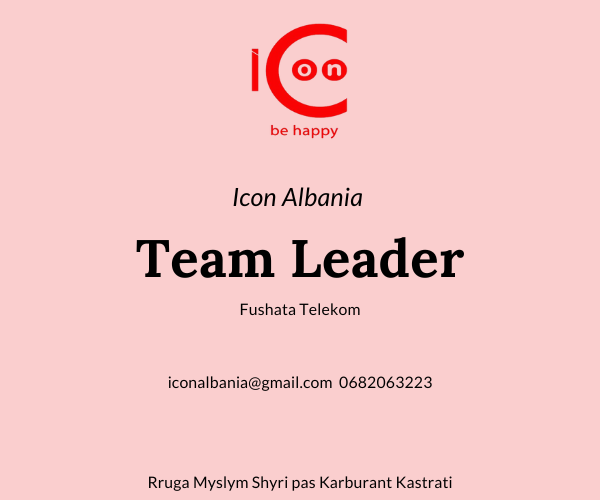 icon
be happy
Icon Albania
Team Leader
Fushata Telekom
iconalbania@gmail.com 0682063223
Rruga Myslym Shyri pas Karburant Kastrati